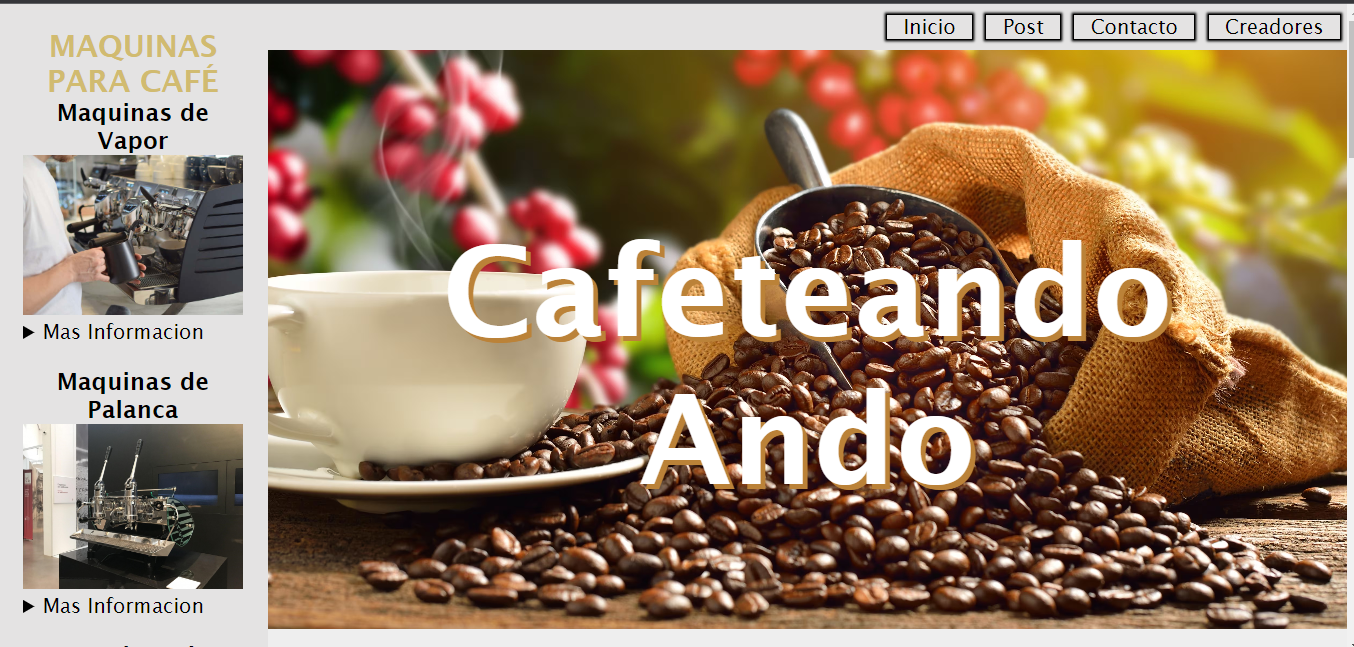 Inicio
Post
Contacto
Creadores
MAQUINAS
PARA CAFÉ
Maquinas de
Vapor
Mas Informacion
Maquinas de
Palanca
Mas Informacion
Cafeteando
Ando